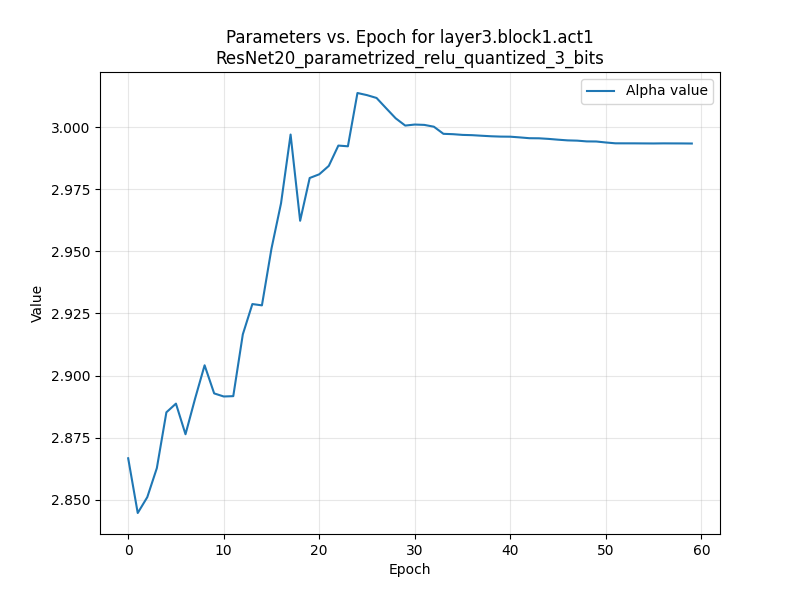 Parameters vs. Epoch for layer3.block1.act1
ResNet20_parametrized_relu_quantized_3_bits
Alpha value
3.000
2.975
2.950
2.925
2.900
2.875
2.850
Value
0 10 20 30 40 50 60
Epoch